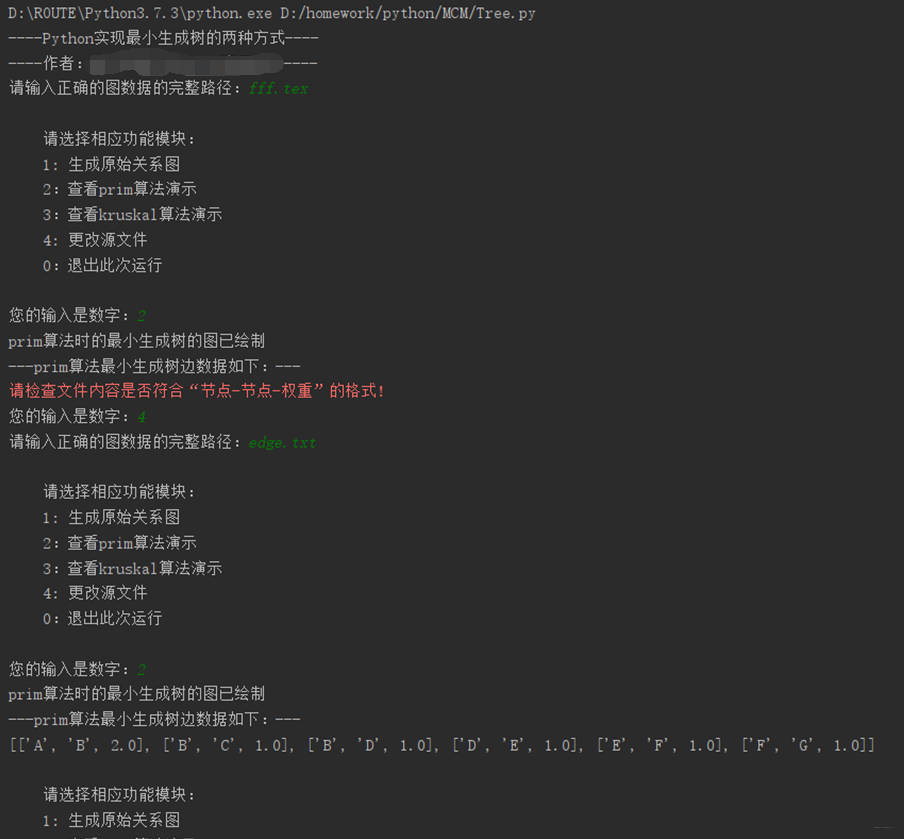 D:\ROUTE\Python3.7.3\python.exe D:/homework/python/MCM/Tree.py
----Python实现最小生成树的两种方式----
----作者：----
请输入正确的图数据的完整路径：fff.tex
请选择相应功能模块：
1: 生成原始关系图
2：查看prim算法演示
3：查看kruskal算法演示
4: 更改源文件
0：退出此次运行
您的输入是数字：2
prim算法时的最小生成树的图已绘制
---prim算法最小生成树边数据如下：---
请检查文件内容是否符合“节点-节点-权重”的格式！
您的输入是数字：4
请输入正确的图数据的完整路径：edge.txt
请选择相应功能模块：
1: 生成原始关系图
2：查看prim算法演示
3：查看kruskal算法演示
4: 更改源文件
0：退出此次运行
您的输入是数字：2
prim算法时的最小生成树的图已绘制
---prim算法最小生成树边数据如下：---
[['A', 'B', 2.0], ['B', 'C', 1.0], ['B', 'D', 1.0], ['D', 'E', 1.0], ['E', 'F', 1.0], ['F', 'G', 1.0]]
请选择相应功能模块：
1: 生成原始关系图